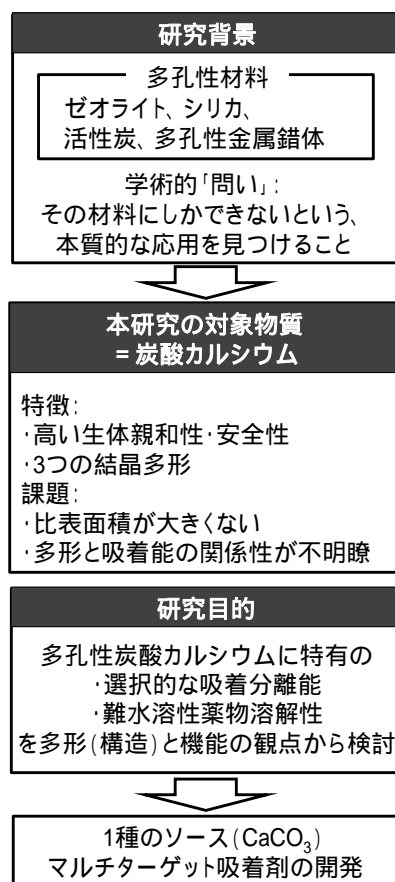 研究背景
多孔性材料
ゼオライト、シリカ、
活性炭、多孔性金属錯体
学術的「問い」:
その材料にしかできないという、
本質的な応用を見つけること
本研究の対象物質
= 炭酸カルシウム
特徴:
・高い生体親和性・安全性
・3つの結晶多形
課題:
・比表面積が大きくない
・多形と吸着能の関係性が不明瞭
研究目的
多孔性炭酸カルシウムに特有の
・選択的な吸着分離能
・難水溶性薬物溶解性
を多形(構造)と機能の観点から検討
1種のソース(CaCO₃)
マルチターゲット吸着剤の開発